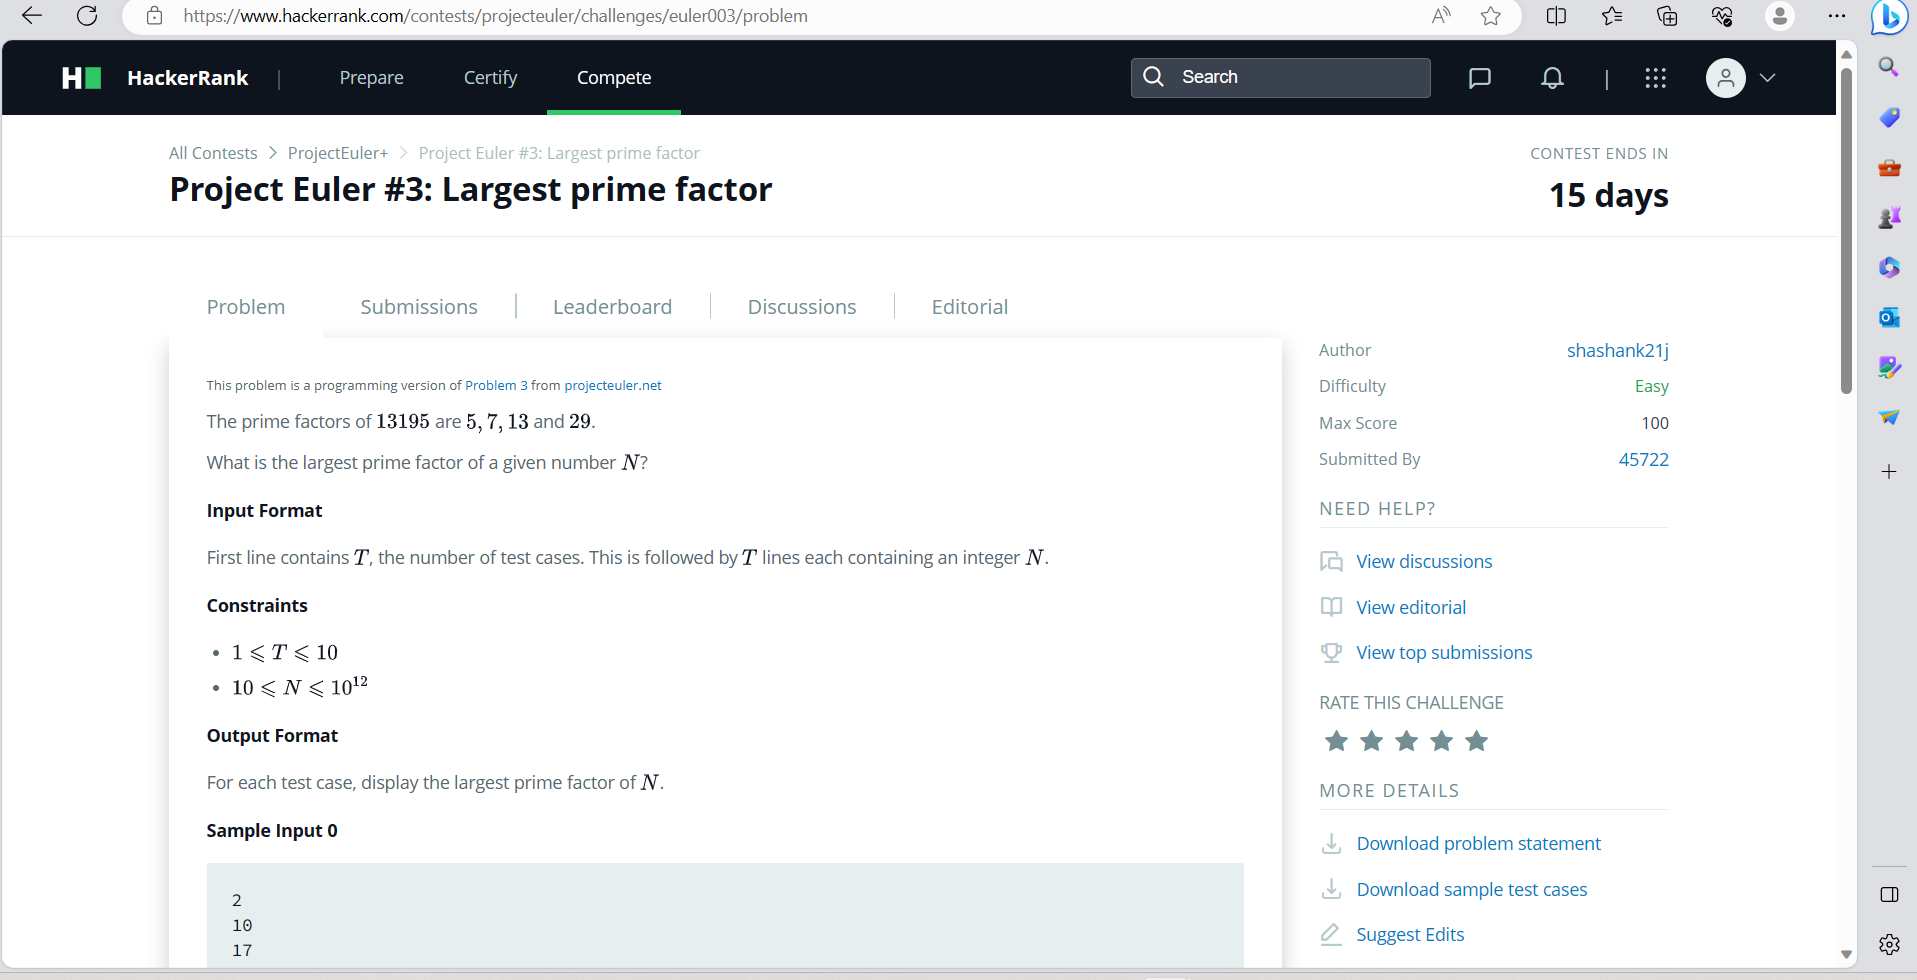 https://www.hackerrank.com/contests/projecteuler/challenges/euler003/problem
HackerRank | Prepare Certify Compete Search
All Contests > ProjectEuler+ > Project Euler #3: Largest prime factor
CONTEST ENDS IN
Project Euler #3: Largest prime factor
15 days
Problem Submissions | Leaderboard | Discussions | Editorial
This problem is a programming version of Problem 3 from projecteuler.net
The prime factors of 13195 are 5, 7, 13 and 29.
What is the largest prime factor of a given number N?
Input Format
First line contains T, the number of test cases. This is followed by T lines each containing an integer N.
Constraints
• 1 ⩽ T ⩽ 10
• 10 ⩽ N ⩽ 10¹²
Output Format
For each test case, display the largest prime factor of N.
Sample Input 0
2
10
17
Author shashank21j
Difficulty Easy
Max Score 100
Submitted By 45722
NEED HELP?
View discussions
View editorial
View top submissions
RATE THIS CHALLENGE
MORE DETAILS
Download problem statement
Download sample test cases
Suggest Edits